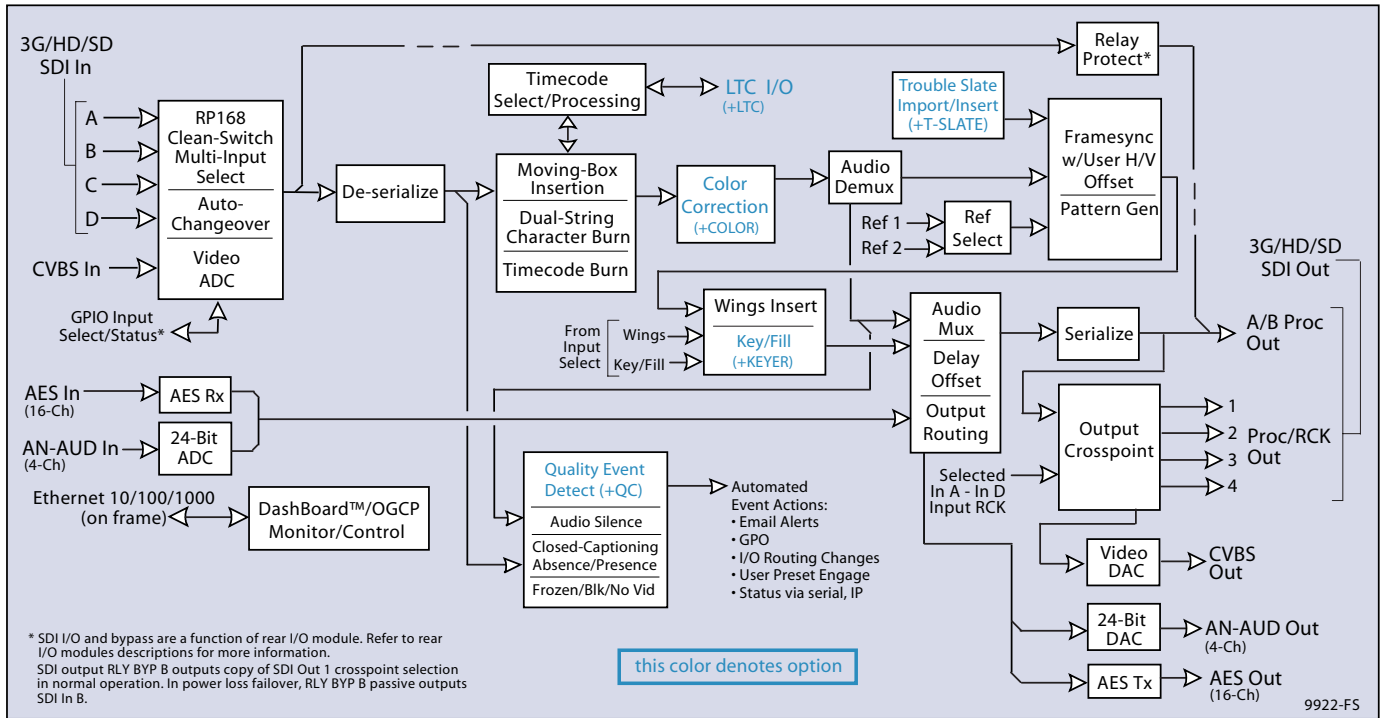 3G/HD/SD
SDI In
A
B
C
D
CVBS In
GPIO Input
Select/Status*
RP168
Clean-Switch
Multi-Input
Select
Auto-
Changeover
Video
ADC
De-serialize
Timecode
Select/Processing
LTC I/O
(+LTC)
Moving-Box
Insertion
Dual-String
Character Burn
Timecode Burn
Color
Correction
(+COLOR)
Audio
Demux
Trouble Slate
Import/Insert
(+T-SLATE)
Ref 1
Ref 2
Ref
Select
Framesync
w/User H/V
Offset
Pattern Gen
Relay
Protect*
3G/HD/SD
SDI Out
From
Input
Select
Wings
Key/Fill
Wings Insert
Key/Fill
(+KEYER)
Audio
Mux
Delay
Offset
Output
Routing
Serialize
A/B Proc
Out
AES In
(16-Ch)
AES Rx
AN-AUD In
(4-Ch)
24-Bit
ADC
Ethernet 10/100/1000
(on frame)
DashBoard™/OGCP
Monitor/Control
Quality Event
Detect (+QC)
Audio Silence
Closed-Captioning
Absence/Presence
Frozen/Blk/No Vid
Automated
Event Actions:
• Email Alerts
• GPO
• I/O Routing Changes
• User Preset Engage
• Status via serial, IP
Selected
In A - In D
Input RCK
Output
Crosspoint
1
2
3
4
Proc/RCK
Out
Video
DAC
CVBS
Out
24-Bit
DAC
AN-AUD Out
(4-Ch)
AES Tx
AES Out
(16-Ch)
* SDI I/O and bypass are a function of rear I/O module. Refer to rear
I/O modules descriptions for more information.
SDI output RLY BYP B outputs copy of SDI Out 1 crosspoint selection
in normal operation. In power loss failover, RLY BYP B passive outputs
SDI In B.
this color denotes option
9922-FS